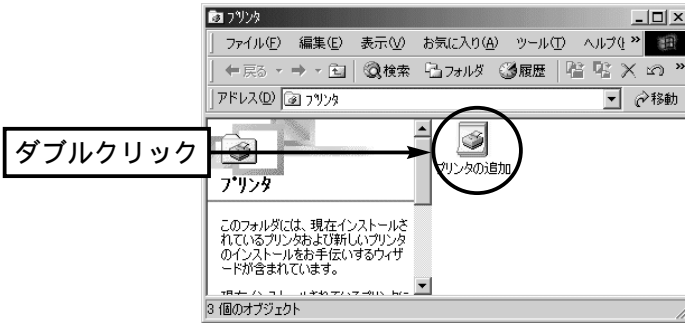 プリンタ
ファイル(F) 編集(E) 表示(V) お気に入り(A) ツール(T) ヘルプ(
戻る 検索 フォルダ 履歴
アドレス(D) プリンタ 移動
ダブルクリック
プリンタの追加
プリンタ
このフォルダには、現在インストールさ
れているプリンタおよび新しいプリンタ
のインストールをお手伝いするウィザ
ードが含まれています。
3 個のオブジェクト